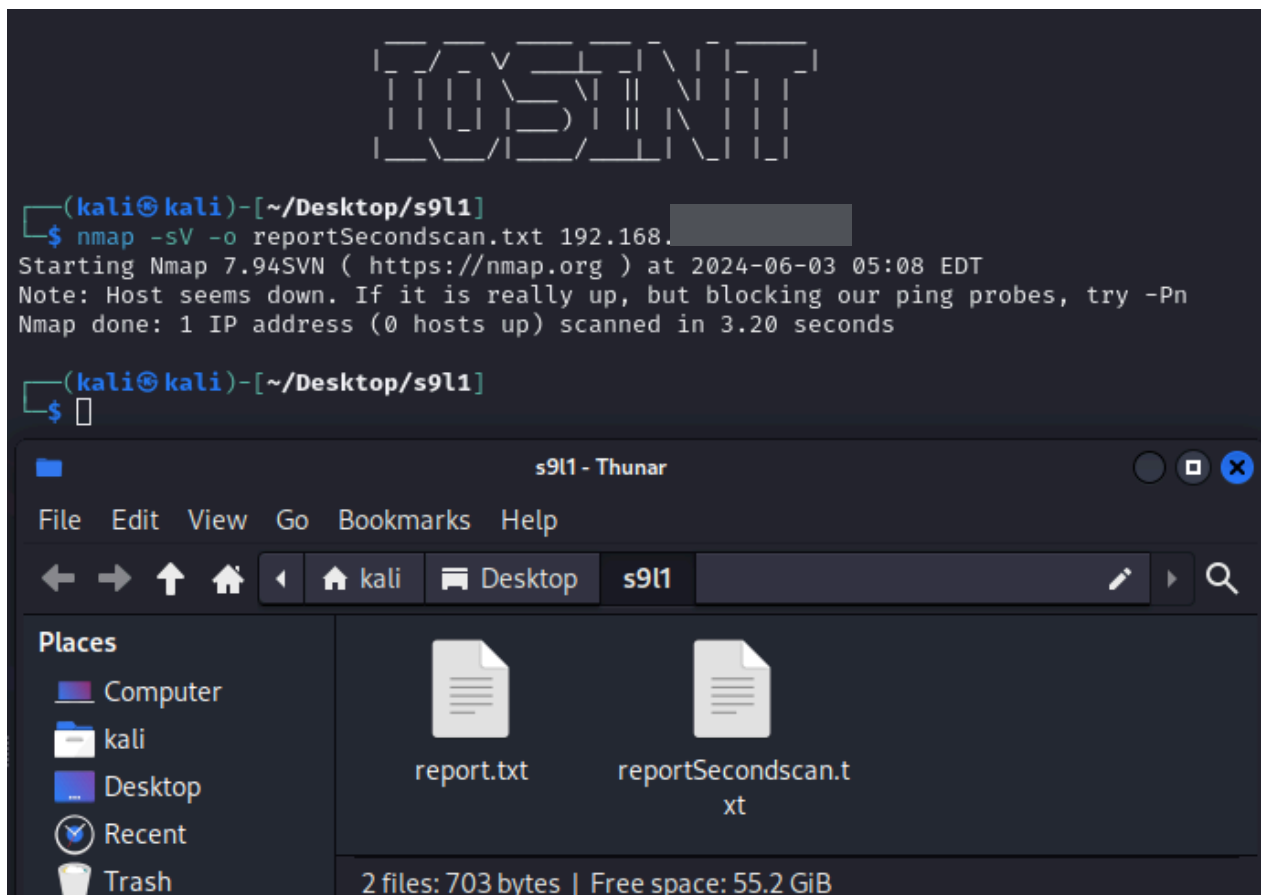 IOSINT
┌──(kali㉿kali)-[~/Desktop/s9l1]
└─$ nmap -sV -o reportSecondscan.txt 192.168.
Starting Nmap 7.94SVN ( https://nmap.org ) at 2024-06-03 05:08 EDT
Note: Host seems down. If it is really up, but blocking our ping probes, try -Pn
Nmap done: 1 IP address (0 hosts up) scanned in 3.20 seconds
┌──(kali㉿kali)-[~/Desktop/s9l1]
└─$
s9l1 - Thunar
File Edit View Go Bookmarks Help
kali Desktop s9l1
Places
Computer
kali
Desktop
Recent
Trash
report.txt
reportSecondscan.t
xt
2 files: 703 bytes | Free space: 55.2 GiB